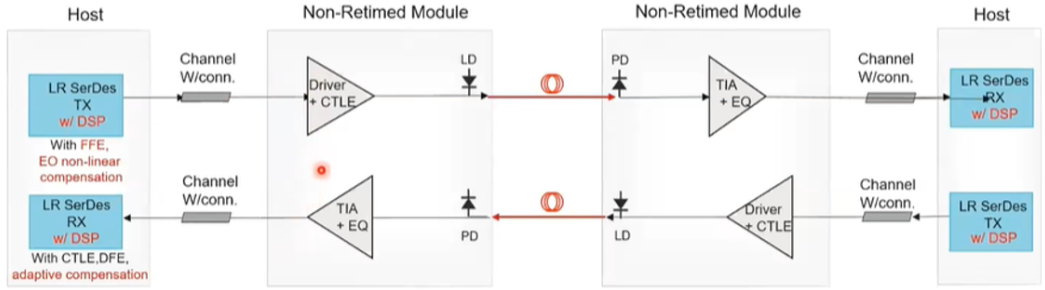 Host
Non-Retimed Module
Non-Retimed Module
Host
Channel
W/conn.
LD
PD
Channel
W/conn.
LR SerDes
TX
w/ DSP
Driver
+ CTLE
TIA
+ EQ
LR SerDes
RX
w/ DSP
With FFE,
EO non-linear
compensation
Channel
W/conn.
Channel
W/conn.
LR SerDes
RX
w/ DSP
TIA
+ EQ
PD
LD
Driver
+ CTLE
LR SerDes
TX
w/ DSP
With CTLE,DFE,
adaptive compensation